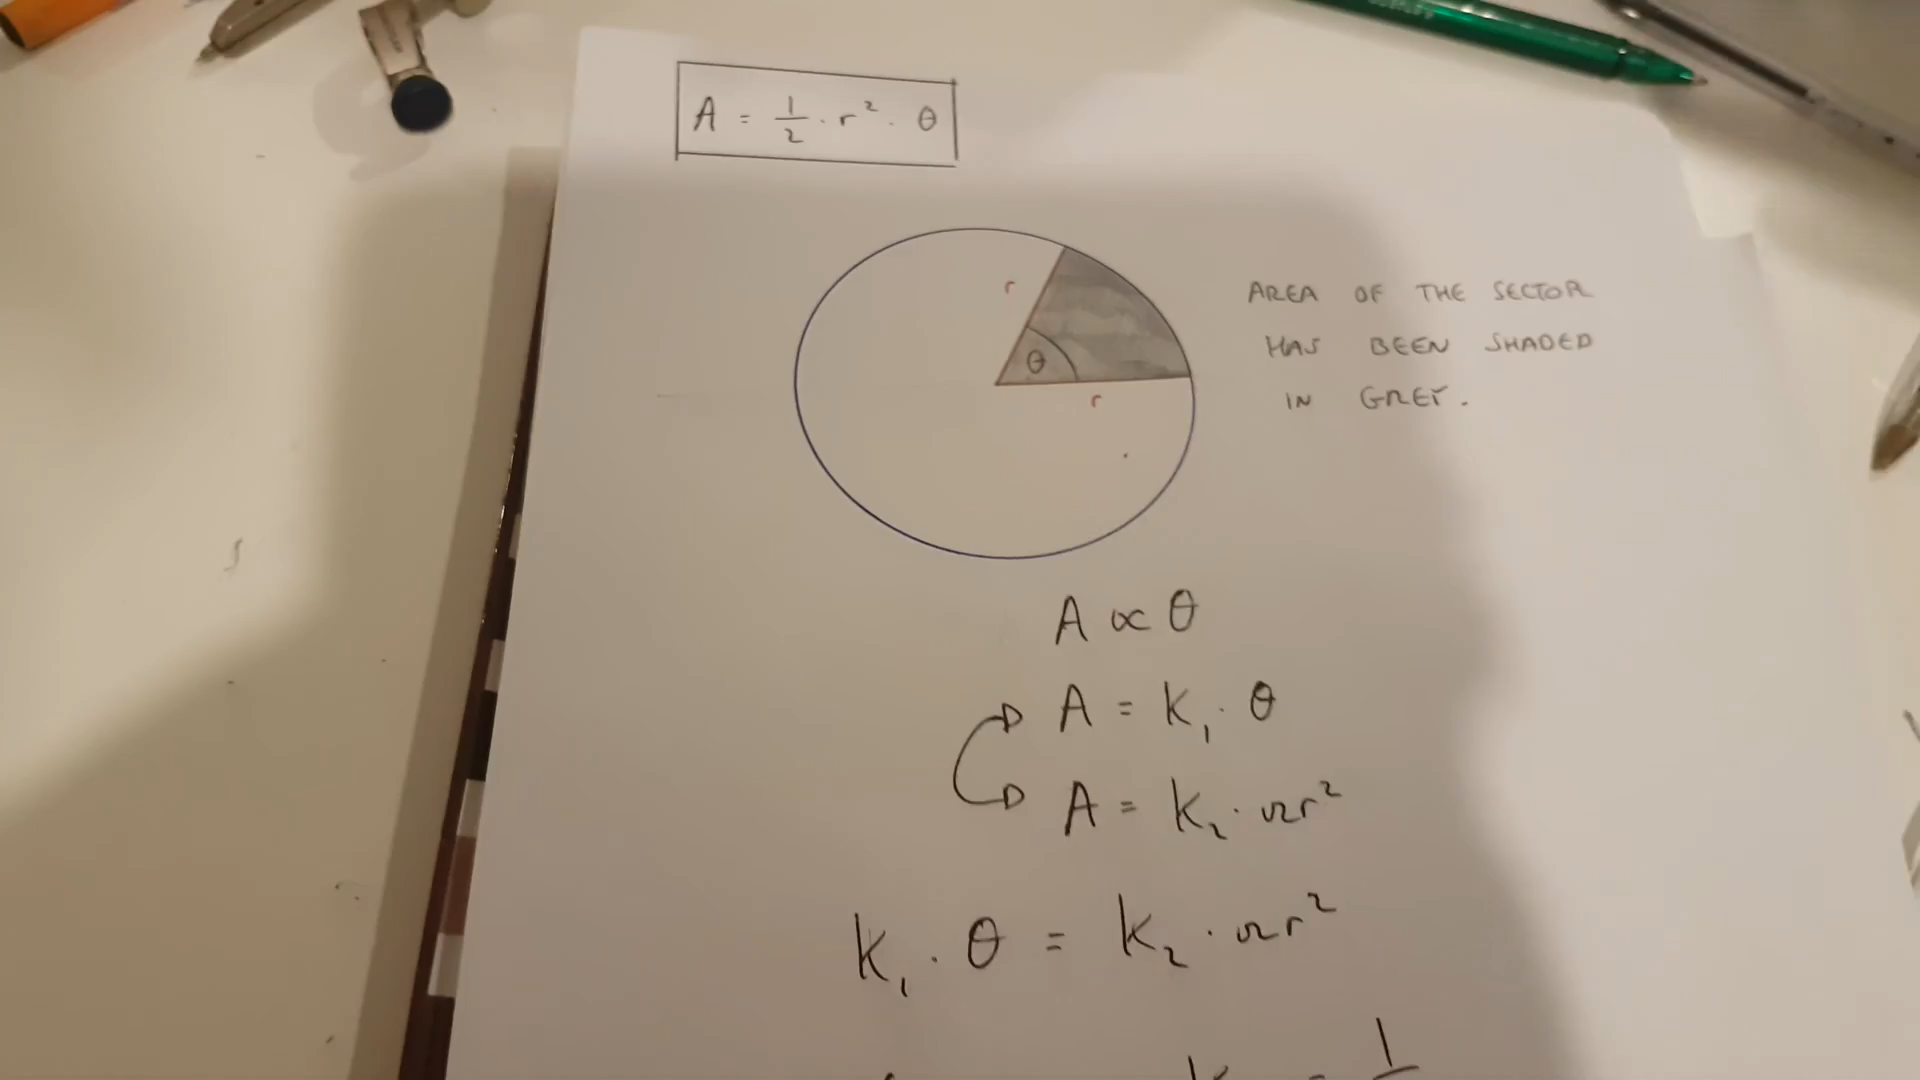 A = 1/2 · r² · θ
r
θ
r
AREA OF THE SECTOR
HAS BEEN SHADED
IN GREY.
A ∝ θ
A = K₁ · θ
A = K₂ · πr²
K₁ · θ = K₂ · πr²